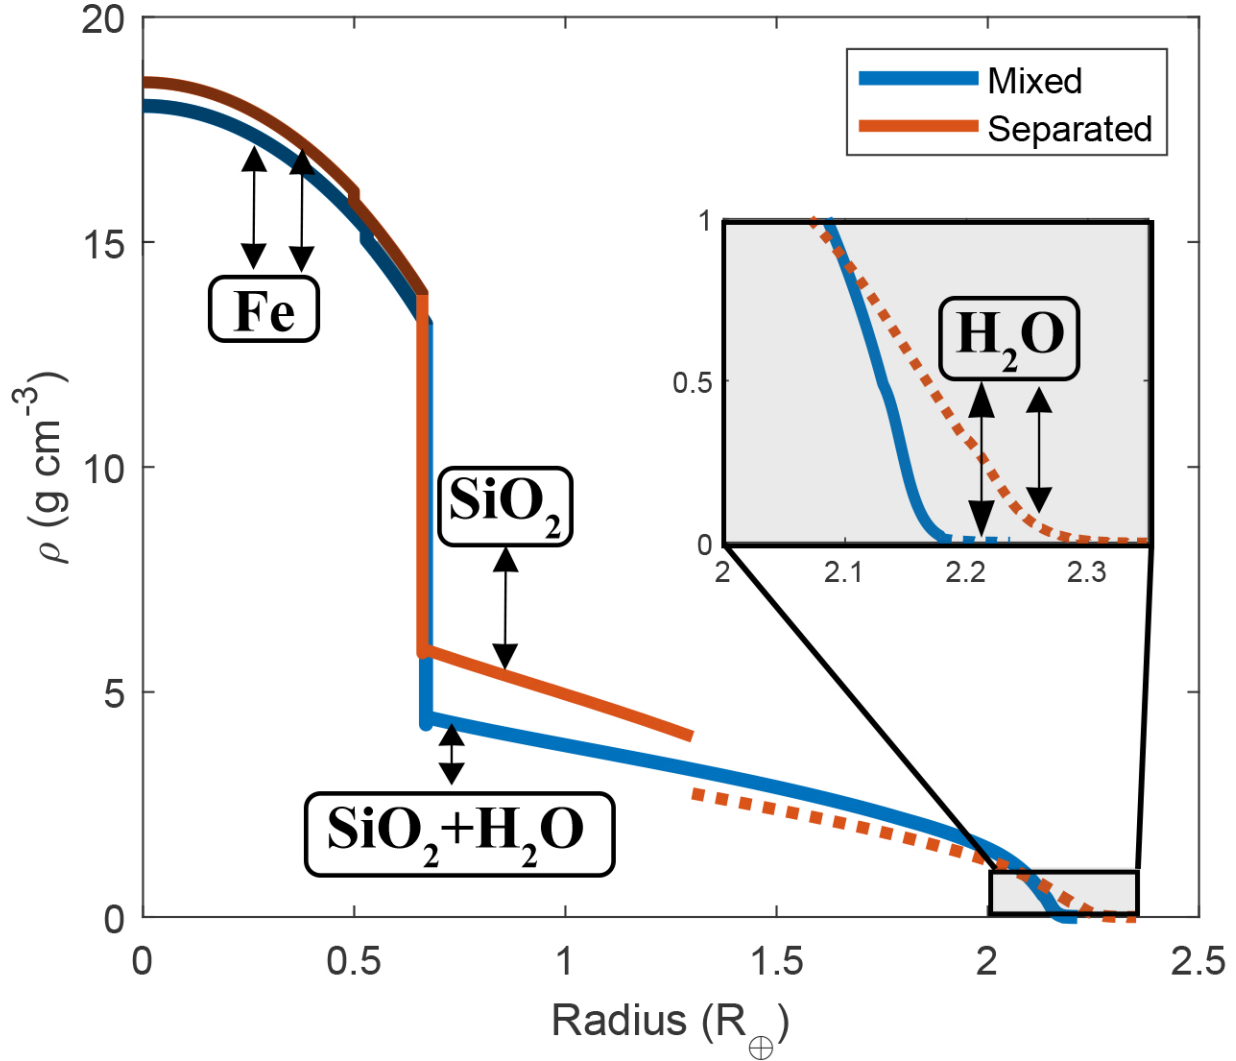 20
15
10
5
0
ρ (g cm⁻³)
0
0.5
1
1.5
2
2.5
Radius (R⊕)
Mixed
Separated
Fe
SiO₂
SiO₂+H₂O
H₂O
1
0.5
0
2
2.1
2.2
2.3